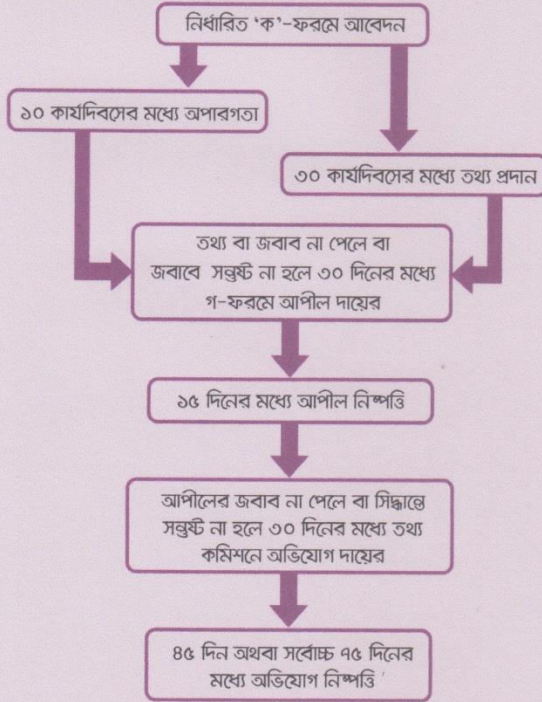 নির্ধারিত ‘ক’-ফরমে আবেদন
১০ কার্যদিবসের মধ্যে অপারগতা
৩০ কার্যদিবসের মধ্যে তথ্য প্রদান
তথ্য বা জবাব না পেলে বা
জবাবে সন্তুষ্ট না হলে ৩০ দিনের মধ্যে
গ-ফরমে আপীল দায়ের
১৫ দিনের মধ্যে আপীল নিষ্পত্তি
আপীলের জবাব না পেলে বা সিদ্ধান্তে
সন্তুষ্ট না হলে ৩০ দিনের মধ্যে তথ্য
কমিশনে অভিযোগ দায়ের
৪৫ দিন অথবা সর্বোচ্চ ৭৫ দিনের
মধ্যে অভিযোগ নিষ্পত্তি